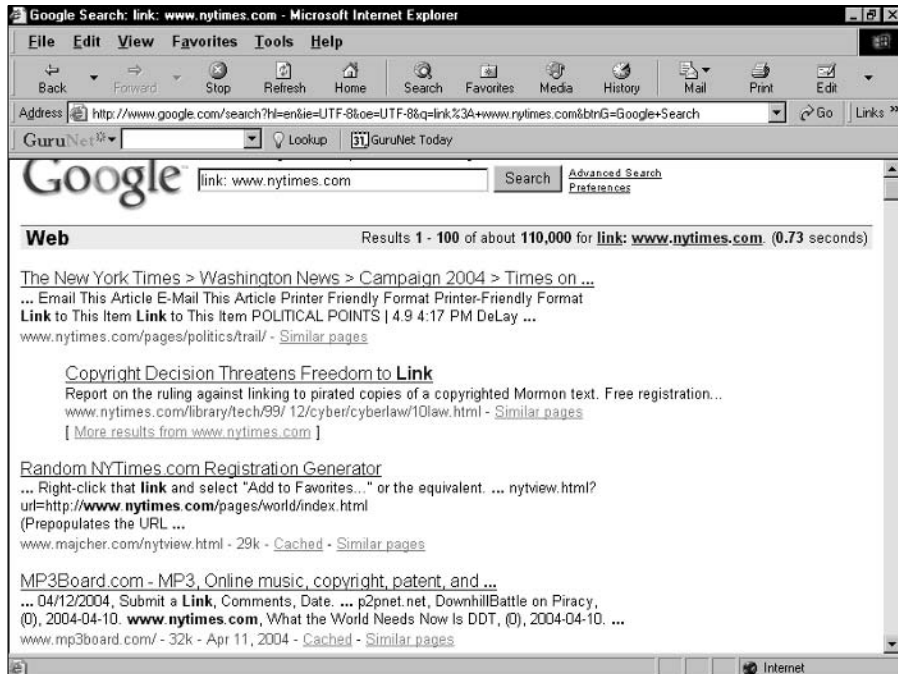 Google Search: link: www.nytimes.com - Microsoft Internet Explorer
File Edit View Favorites Tools Help
Back Forward Stop Refresh Home Search Favorites Media History Mail Print Edit
Address http://www.google.com/search?hl=en&ie=UTF-8&oe=UTF-8&q=link%3A+www.nytimes.com&btnG=Google+Search Go Links »
GuruNet Lookup 31 GuruNet Today
Google™ link: www.nytimes.com Search Advanced Search
Preferences
Web Results 1 - 100 of about 110,000 for link: www.nytimes.com. (0.73 seconds)
The New York Times > Washington News > Campaign 2004 > Times on ...
... Email This Article E-Mail This Article Printer Friendly Format Printer-Friendly Format
Link to This Item Link to This Item POLITICAL POINTS | 4.9 4:17 PM DeLay ...
www.nytimes.com/pages/politics/trail/ - Similar pages
Copyright Decision Threatens Freedom to Link
Report on the ruling against linking to pirated copies of a copyrighted Mormon text. Free registration...
www.nytimes.com/library/tech/99/ 12/cyber/cyberlaw/10law.html - Similar pages
[ More results from www.nytimes.com ]
Random NYTimes.com Registration Generator
... Right-click that link and select "Add to Favorites..." or the equivalent. ... nytview.html?
url=http://www.nytimes.com/pages/world/index.html
(Prepopulates the URL ...
www.majcher.com/nytview.html - 29k - Cached - Similar pages
MP3Board.com - MP3, Online music, copyright, patent, and ...
... 04/12/2004, Submit a Link, Comments, Date. ... p2pnet.net, DownhillBattle on Piracy,
(0), 2004-04-10. www.nytimes.com, What the World Needs Now Is DDT, (0), 2004-04-10. ...
www.mp3board.com/ - 32k - Apr 11, 2004 - Cached - Similar pages
Internet